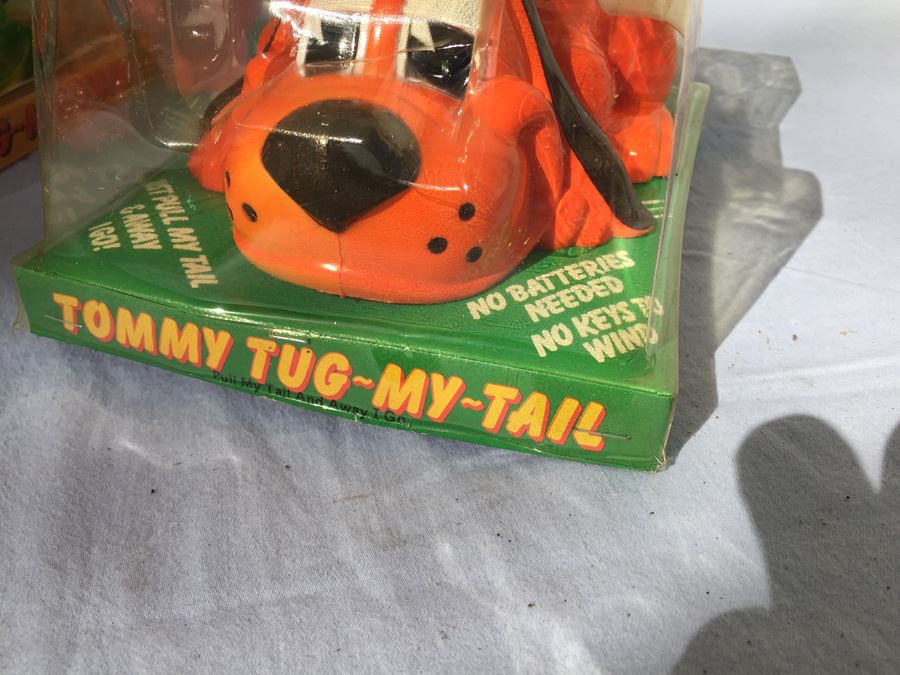 PULL MY TAIL
& AWAY
I GO!
NO BATTERIES
NEEDED
NO KEYS TO
WIND
TOMMY TUG~MY~TAIL
Pull My Tail And Away I Go